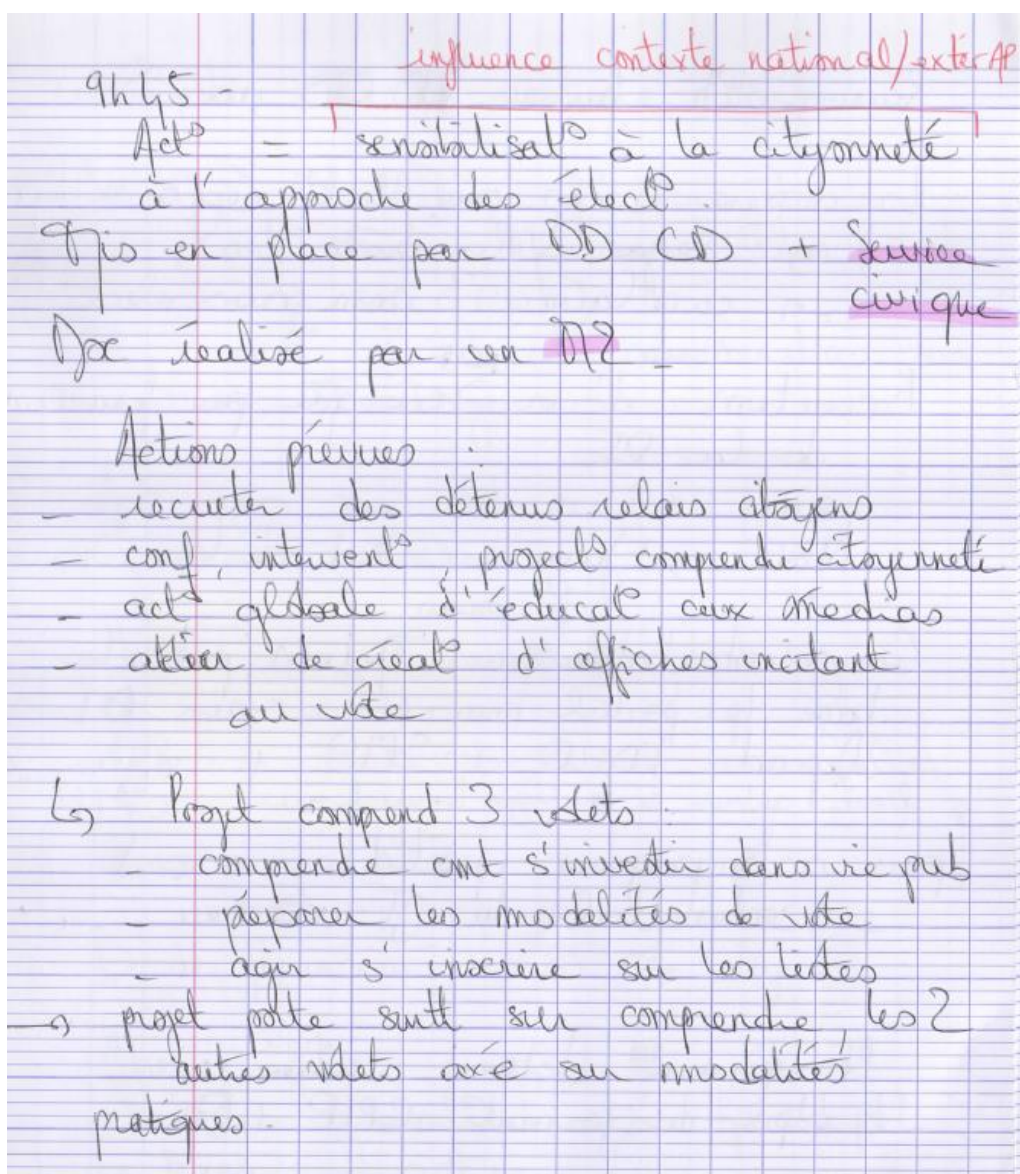 influence contexte national/extér AP
9h45 -
Act° = sensibilisat° à la citoyenneté
à l'approche des élect°.
Mis en place par DD CD + Service
civique
Doc réalisé par un
Actions prévues :
- recruter des détenus relais citoyens
- conf, intervent°, project° comprendre citoyenneté
- act° globale d'éducat° aux médias
- atelier de créat° d'affiches incitant
au vote
↳ Projet comprend 3 volets :
- comprendre cmt s'investir dans vie pub
- préparer les modalités de vote
- agir s'inscrire sur les listes
→ projet porte surtt sur comprendre, les 2
autres volets axé sur modalités
pratiques.